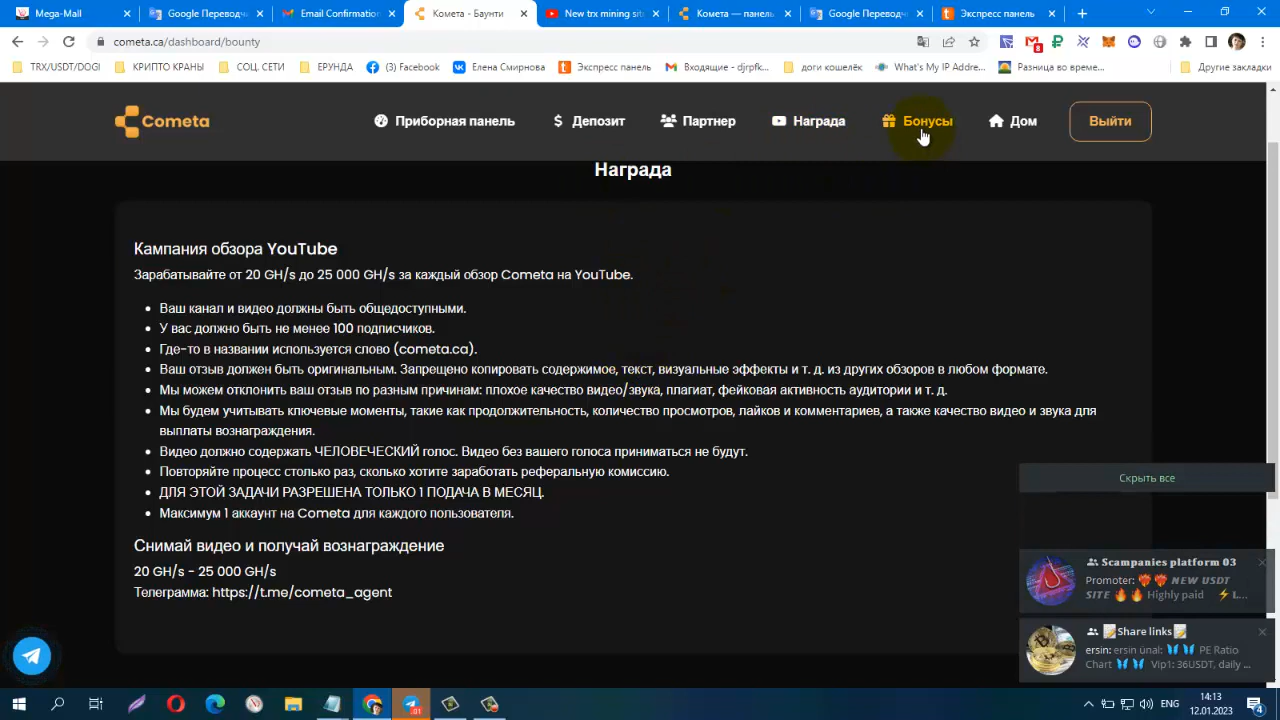 Mega-Mall
Google Переводч
Email Confirmation
Комета - Баунти
New trx mining sit
Комета — панель
Google Переводч
Экспресс панель
cometa.ca/dashboard/bounty
8
TRX/USDT/DOGI
КРИПТО КРАНЫ
СОЦ. СЕТИ
ЕРУНДА
(3) Facebook
Елена Смирнова
Экспресс панель
Входящие - djrpfk...
доги кошелёк
What's My IP Addre...
Разница во време...
Другие закладки
Cometa
Приборная панель
Депозит
Партнер
Награда
Бонусы
Дом
Выйти
Награда
Кампания обзора YouTube
Зарабатывайте от 20 GH/s до 25 000 GH/s за каждый обзор Cometa на YouTube.
Ваш канал и видео должны быть общедоступными.
У вас должно быть не менее 100 подписчиков.
Где-то в названии используется слово (cometa.ca).
Ваш отзыв должен быть оригинальным. Запрещено копировать содержимое, текст, визуальные эффекты и т. д. из других обзоров в любом формате.
Мы можем отклонить ваш отзыв по разным причинам: плохое качество видео/звука, плагиат, фейковая активность аудитории и т. д.
Мы будем учитывать ключевые моменты, такие как продолжительность, количество просмотров, лайков и комментариев, а также качество видео и звука для
выплаты вознаграждения.
Видео должно содержать ЧЕЛОВЕЧЕСКИЙ голос. Видео без вашего голоса приниматься не будут.
Повторяйте процесс столько раз, сколько хотите заработать реферальную комиссию.
ДЛЯ ЭТОЙ ЗАДАЧИ РАЗРЕШЕНА ТОЛЬКО 1 ПОДАЧА В МЕСЯЦ.
Максимум 1 аккаунт на Cometa для каждого пользователя.
Снимай видео и получай вознаграждение
20 GH/s - 25 000 GH/s
Телеграмма: https://t.me/cometa_agent
Скрыть все
Scampanies platform 03
Promoter: NEW USDT
SITE Highly paid ⚡ L...
Share links
ersin: ersin ünal: PE Ratio
Chart Vip1: 36USDT, daily ...
ENG
14:13
12.01.2023
4